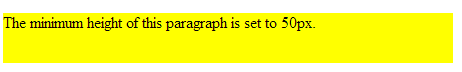 The minimum height of this paragraph is set to 50px.